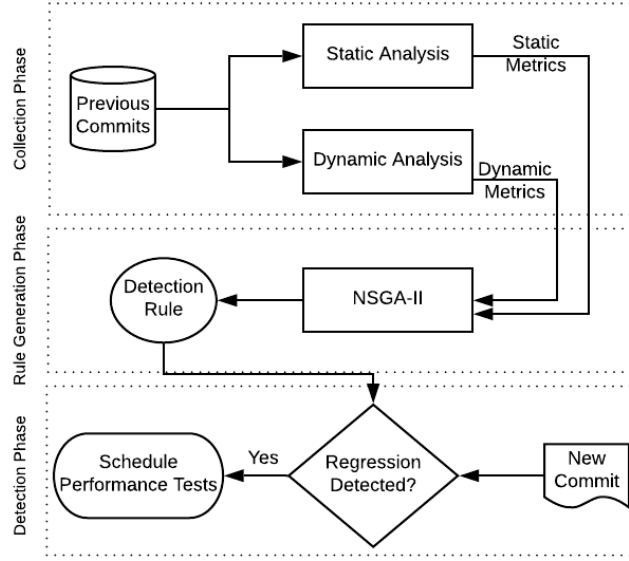 Collection Phase
Previous
Commits
Static Analysis
Static
Metrics
Dynamic Analysis
Dynamic
Metrics
Rule Generation Phase
Detection
Rule
NSGA-II
Detection Phase
Schedule
Performance Tests
Yes
Regression
Detected?
New
Commit